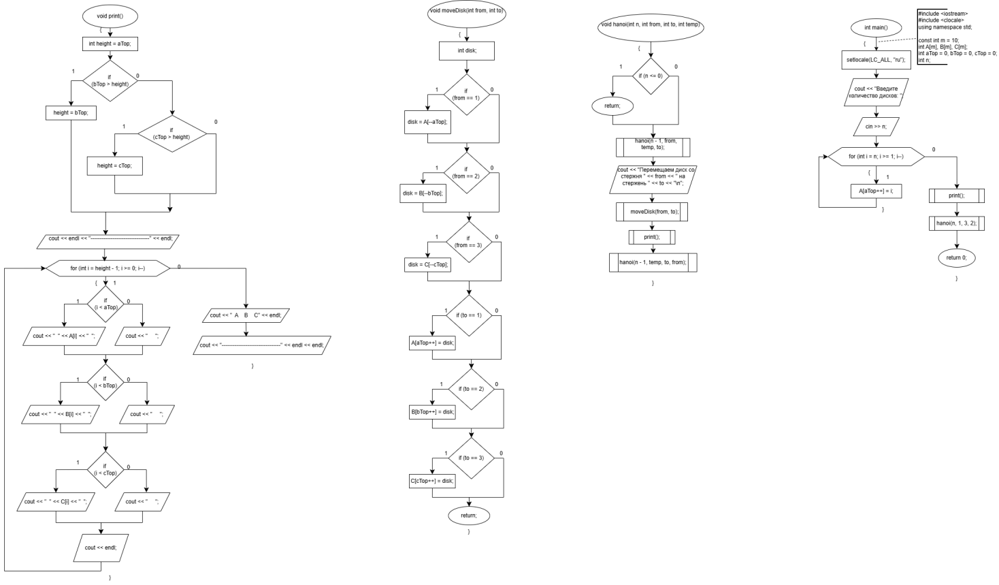 void print()
{
int height = aTop;
if
(bTop > height)
1
0
height = bTop;
if
(cTop > height)
1
0
height = cTop;
cout << endl << "--------------------------------" << endl;
for (int i = height - 1; i >= 0; i--)
0
{
1
if
(i < aTop)
1
0
cout << "  " << A[i] << "  ";
cout << "     ";
if
(i < bTop)
1
0
cout << "  " << B[i] << "  ";
cout << "     ";
if
(i < cTop)
1
0
cout << "  " << C[i] << "  ";
cout << "     ";
cout << endl;
}
cout << "  A    B    C" << endl;
cout << "--------------------------------" << endl << endl;
}
void moveDisk(int from, int to)
{
int disk;
if
(from == 1)
1
0
disk = A[--aTop];
if
(from == 2)
1
0
disk = B[--bTop];
if
(from == 3)
1
0
disk = C[--cTop];
if (to == 1)
1
0
A[aTop++] = disk;
if (to == 2)
1
0
B[bTop++] = disk;
if (to == 3)
1
0
C[cTop++] = disk;
return;
}
void hanoi(int n, int from, int to, int temp)
{
if (n <= 0)
1
0
return;
hanoi(n - 1, from,
temp, to);
cout << "Перемещаем диск со
стержня " << from << " на
стержень " << to << "\n";
moveDisk(from, to);
print();
hanoi(n - 1, temp, to, from);
}
int main()
{
#include <iostream>
#include <clocale>
using namespace std;
const int m = 10;
int A[m], B[m], C[m];
int aTop = 0, bTop = 0, cTop = 0;
int n;
setlocale(LC_ALL, "ru");
cout << "Введите
количество дисков: ";
cin >> n;
for (int i = n; i >= 1; i--)
0
{
1
A[aTop++] = i;
}
print();
hanoi(n, 1, 3, 2);
return 0;
}